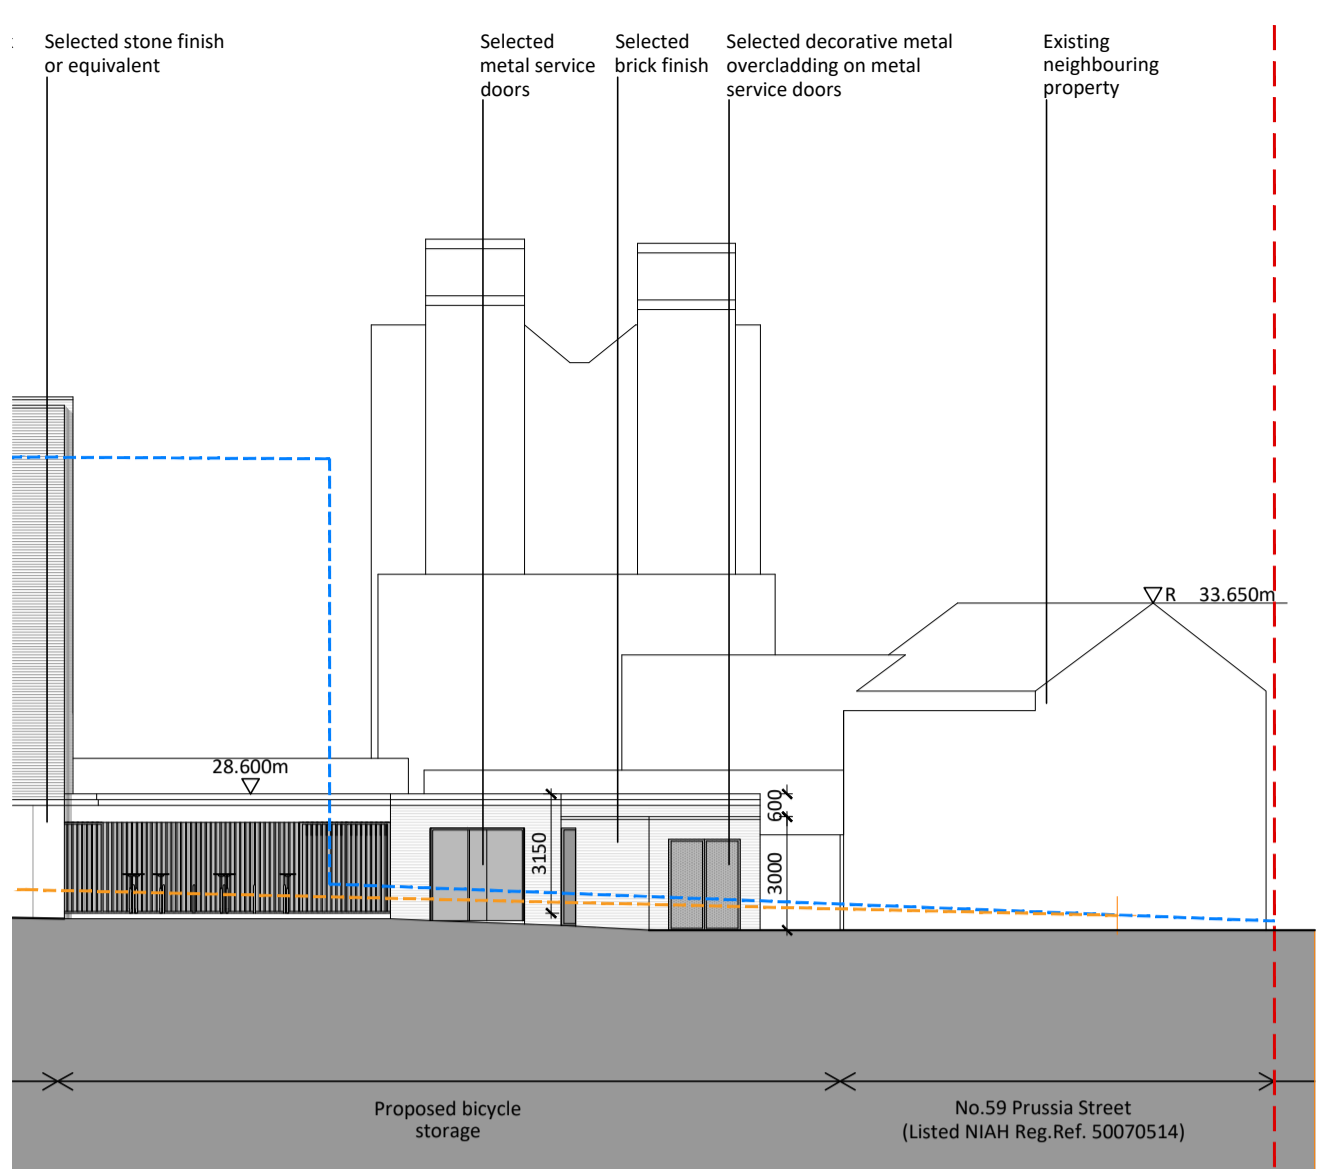 Selected stone finish
or equivalent
Selected
metal service
doors
Selected
brick finish
Selected decorative metal
overcladding on metal
service doors
Existing
neighbouring
property
R 33.650m
28.600m
600
3150
3000
Proposed bicycle
storage
No.59 Prussia Street
(Listed NIAH Reg.Ref. 50070514)